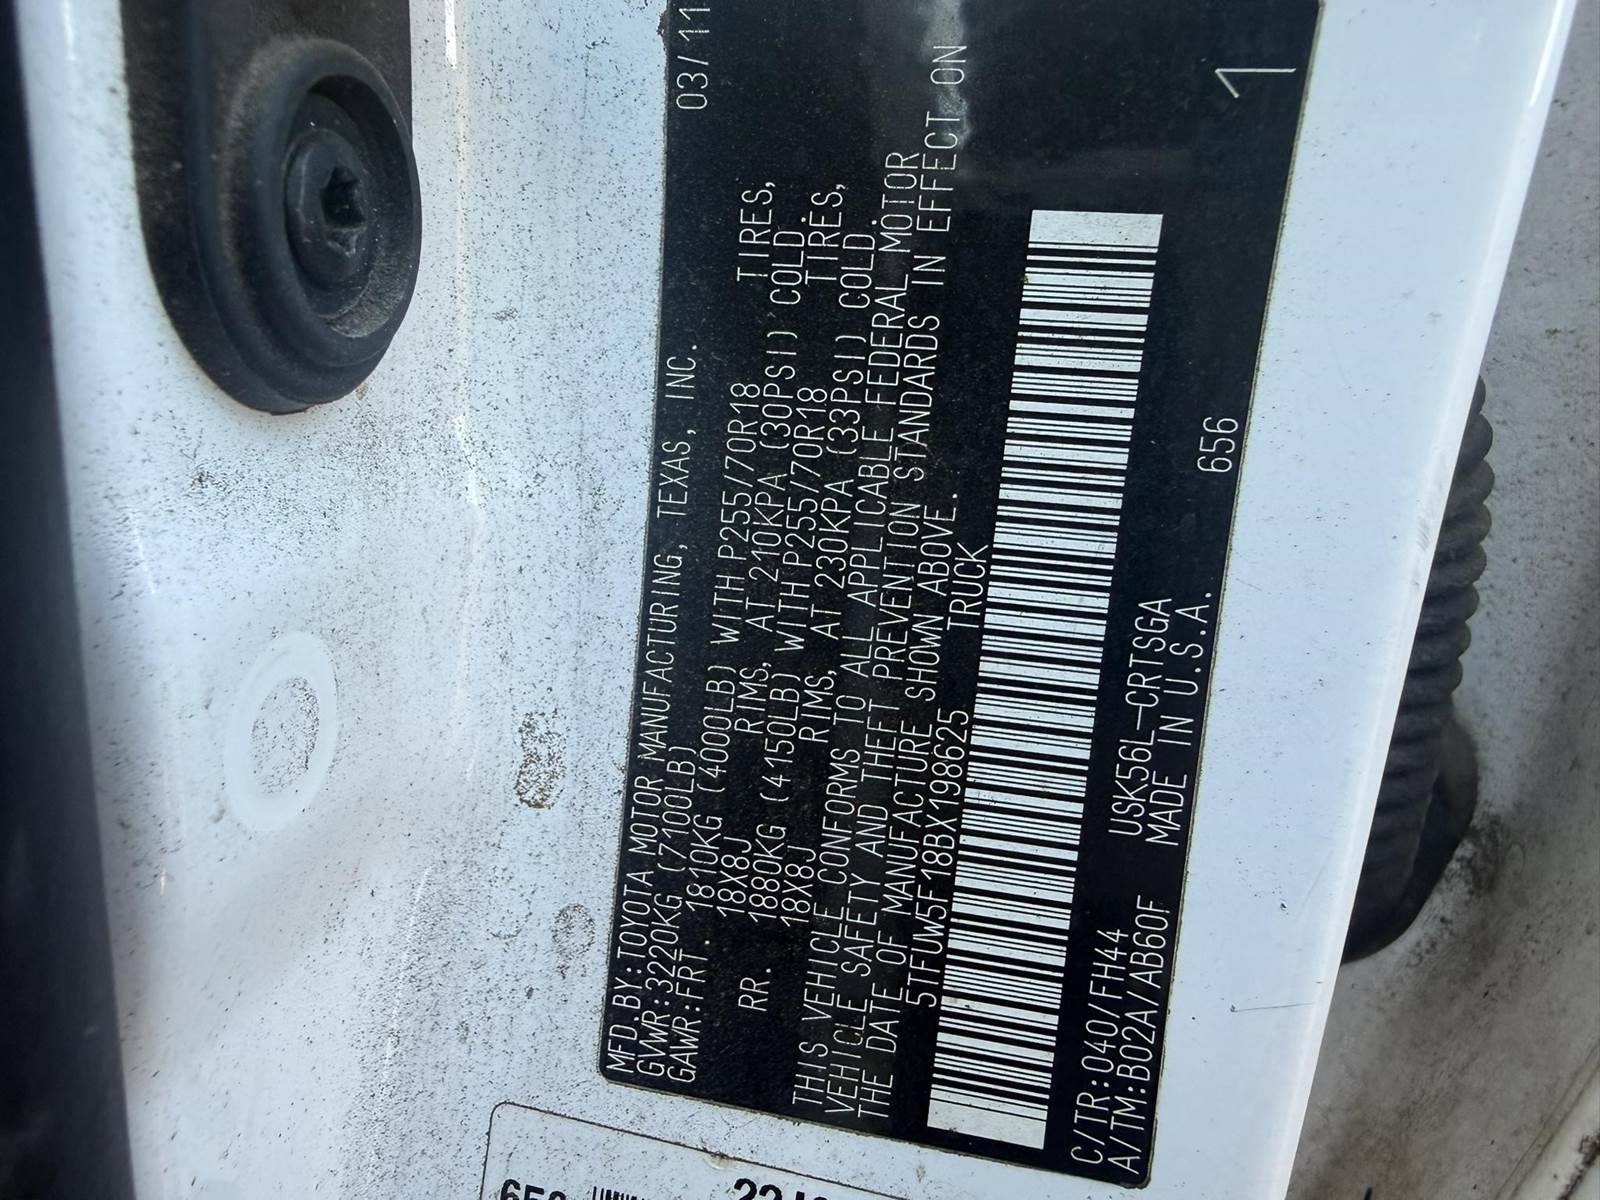 MFD.BY:TOYOTA MOTOR MANUFACTURING, TEXAS, INC. 03/11
GVWR:3220KG (7100LB)
GAWR:FRT. 1810KG (4000LB) WITH P255/70R18 TIRES,
18X8J RIMS, AT 210KPA (30PSI) COLD.
RR. 1880KG (4150LB) WITH P255/70R18 TIRES,
18X8J RIMS, AT 230KPA (33PSI) COLD.
THIS VEHICLE CONFORMS TO ALL APPLICABLE FEDERAL MOTOR
VEHICLE SAFETY AND THEFT PREVENTION STANDARDS IN EFFECT ON
THE DATE OF MANUFACTURE SHOWN ABOVE.
5TFUW5F18BX198625 TRUCK
C/TR:040/FH44 USK56L-CRTSGA
A/TM:B02A/AB60F MADE IN U.S.A. 656 1